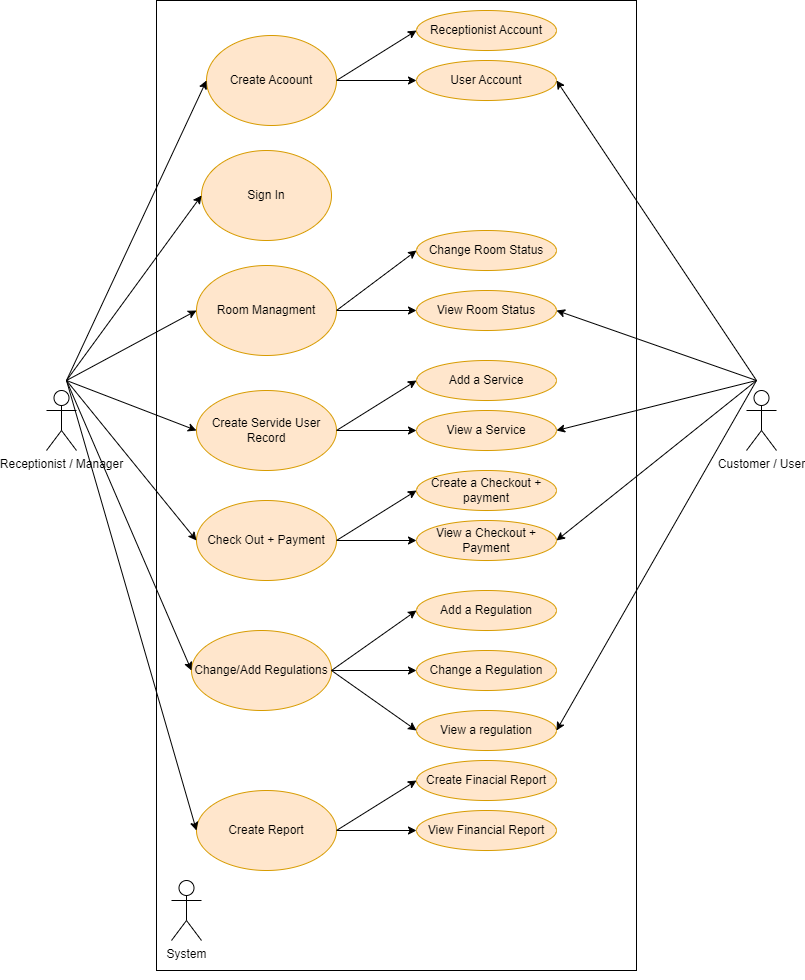 Receptionist Account
Create Acoount
User Account
Sign In
Change Room Status
Room Managment
View Room Status
Add a Service
Create Servide User
Record
View a Service
Receptionist / Manager
Customer / User
Create a Checkout +
payment
Check Out + Payment
View a Checkout +
Payment
Add a Regulation
Change/Add Regulations
Change a Regulation
View a regulation
Create Finacial Report
Create Report
View Financial Report
System